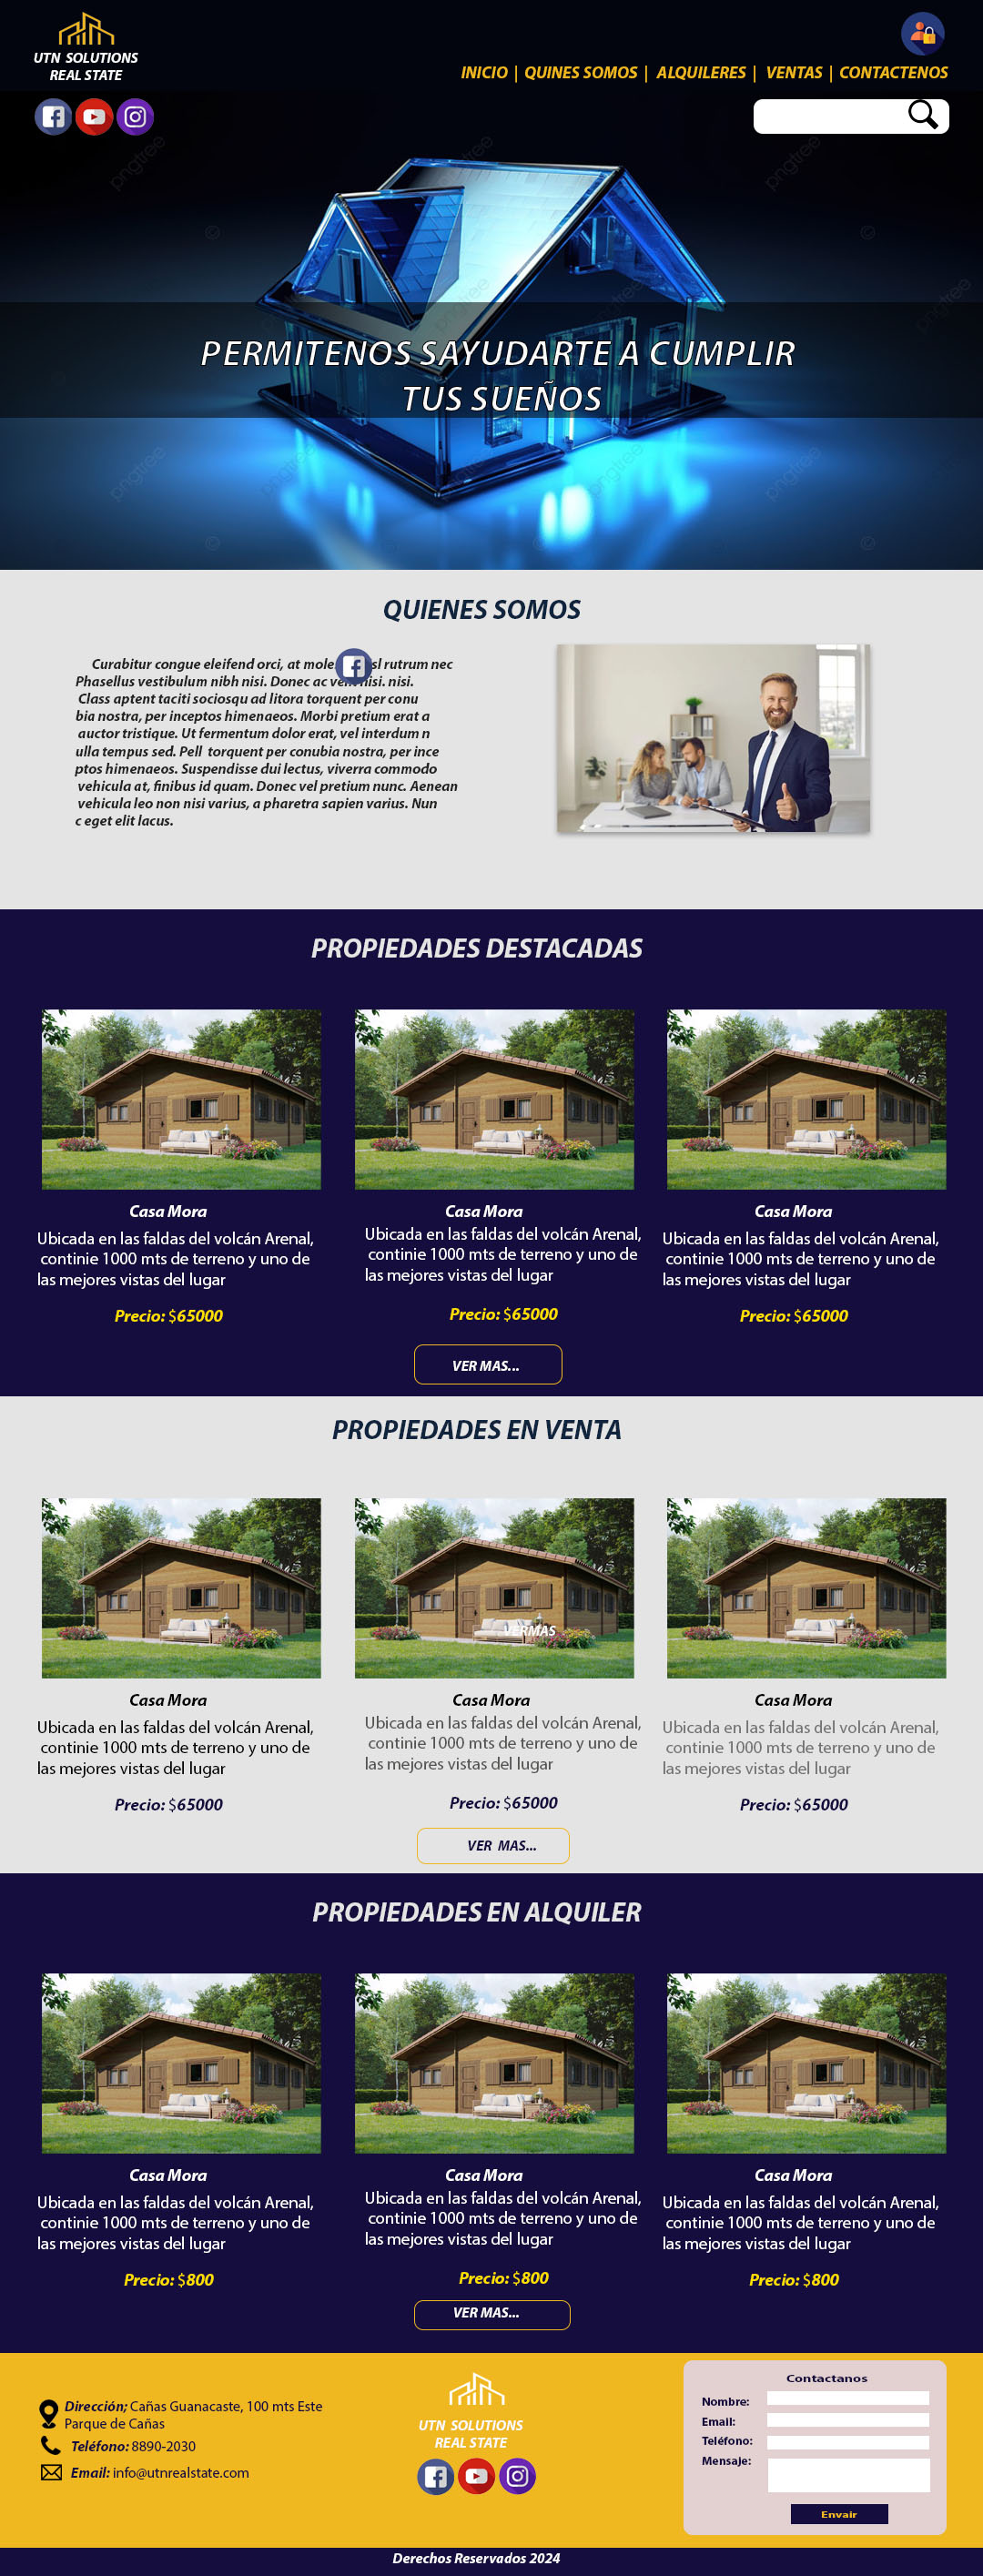 UTN SOLUTIONS
REAL STATE
INICIO | QUINES SOMOS | ALQUILERES | VENTAS | CONTACTENOS
pngtree
PERMITENOS SAYUDARTE A CUMPLIR
TUS SUEÑOS
QUIENES SOMOS
Curabitur congue eleifend orci, at rutrum nec
Phasellus vestibulum nibh nisi. Donec ac nisi. nisi.
Class aptent taciti sociosqu ad litora torquent per conu
bia nostra, per inceptos himenaeos. Morbi pretium erat a
auctor tristique. Ut fermentum dolor erat, vel interdum n
ulla tempus sed. Pell torquent per conubia nostra, per ince
ptos himenaeos. Suspendisse dui lectus, viverra commodo
vehicula at, finibus id quam. Donec vel pretium nunc. Aenean
vehicula leo non nisi varius, a pharetra sapien varius. Nun
c eget elit lacus.
PROPIEDADES DESTACADAS
Casa Mora
Ubicada en las faldas del volcán Arenal,
continie 1000 mts de terreno y uno de
las mejores vistas del lugar
Precio: $65000
Casa Mora
Ubicada en las faldas del volcán Arenal,
continie 1000 mts de terreno y uno de
las mejores vistas del lugar
Precio: $65000
Casa Mora
Ubicada en las faldas del volcán Arenal,
continie 1000 mts de terreno y uno de
las mejores vistas del lugar
Precio: $65000
VER MAS...
PROPIEDADES EN VENTA
VERMAS
Casa Mora
Ubicada en las faldas del volcán Arenal,
continie 1000 mts de terreno y uno de
las mejores vistas del lugar
Precio: $65000
Casa Mora
Ubicada en las faldas del volcán Arenal,
continie 1000 mts de terreno y uno de
las mejores vistas del lugar
Precio: $65000
Casa Mora
Ubicada en las faldas del volcán Arenal,
continie 1000 mts de terreno y uno de
las mejores vistas del lugar
Precio: $65000
VER MAS...
PROPIEDADES EN ALQUILER
Casa Mora
Ubicada en las faldas del volcán Arenal,
continie 1000 mts de terreno y uno de
las mejores vistas del lugar
Precio: $800
Casa Mora
Ubicada en las faldas del volcán Arenal,
continie 1000 mts de terreno y uno de
las mejores vistas del lugar
Precio: $800
Casa Mora
Ubicada en las faldas del volcán Arenal,
continie 1000 mts de terreno y uno de
las mejores vistas del lugar
Precio: $800
VER MAS...
Dirección; Cañas Guanacaste, 100 mts Este
Parque de Cañas
Teléfono: 8890-2030
Email: info@utnrealstate.com
UTN SOLUTIONS
REAL STATE
Contactanos
Nombre:
Email:
Teléfono:
Mensaje:
Envair
Derechos Reservados 2024